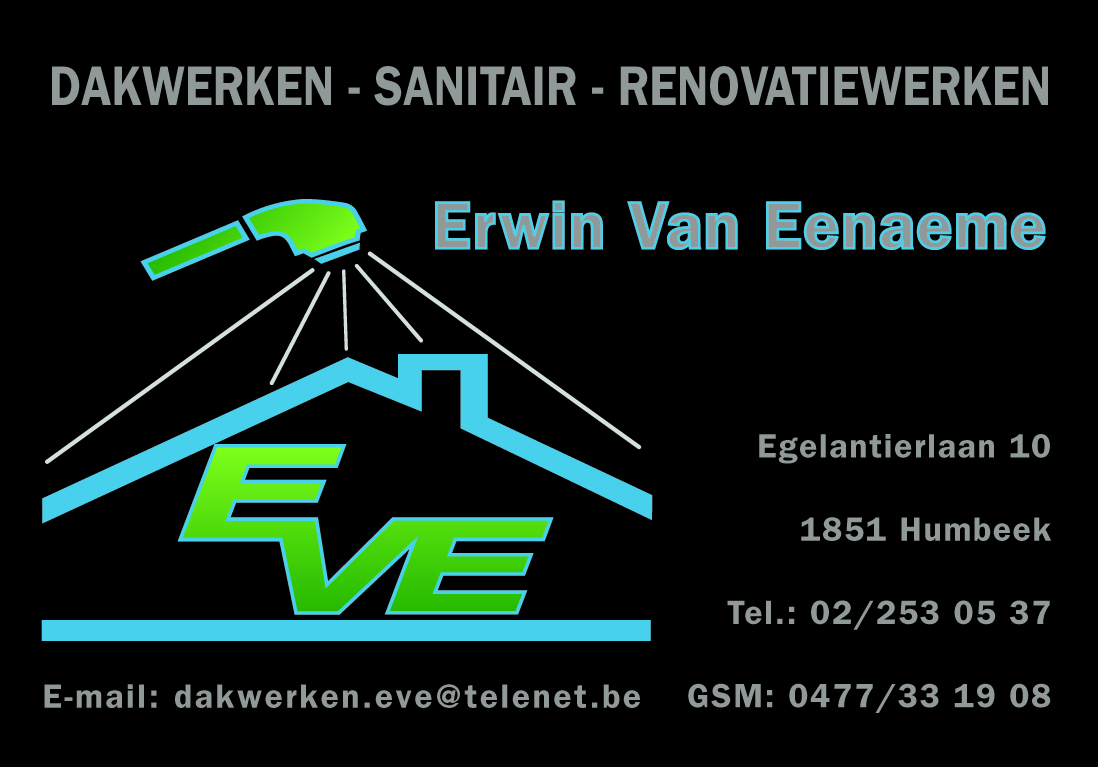 DAKWERKEN - SANITAIR - RENOVATIEWERKEN
Erwin Van Eenaeme
EVE
Egelantierlaan 10
1851 Humbeek
Tel.: 02/253 05 37
E-mail: dakwerken.eve@telenet.be
GSM: 0477/33 19 08